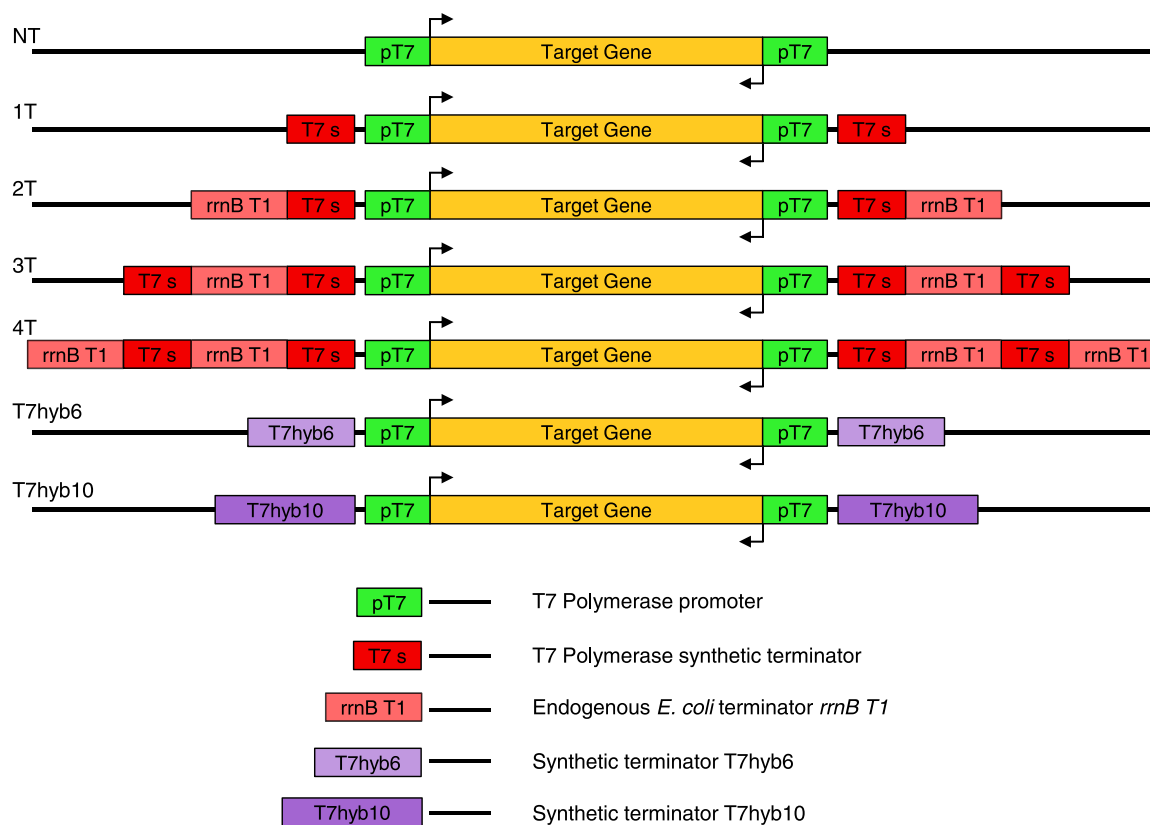 NT
pT7 Target Gene pT7
1T
T7 s pT7 Target Gene pT7 T7 s
2T
rrnB T1 T7 s pT7 Target Gene pT7 T7 s rrnB T1
3T
T7 s rrnB T1 T7 s pT7 Target Gene pT7 T7 s rrnB T1 T7 s
4T
rrnB T1 T7 s rrnB T1 T7 s pT7 Target Gene pT7 T7 s rrnB T1 T7 s rrnB T1
T7hyb6
T7hyb6 pT7 Target Gene pT7 T7hyb6
T7hyb10
T7hyb10 pT7 Target Gene pT7 T7hyb10
pT7 T7 Polymerase promoter
T7 s T7 Polymerase synthetic terminator
rrnB T1 Endogenous E. coli terminator rrnB T1
T7hyb6 Synthetic terminator T7hyb6
T7hyb10 Synthetic terminator T7hyb10